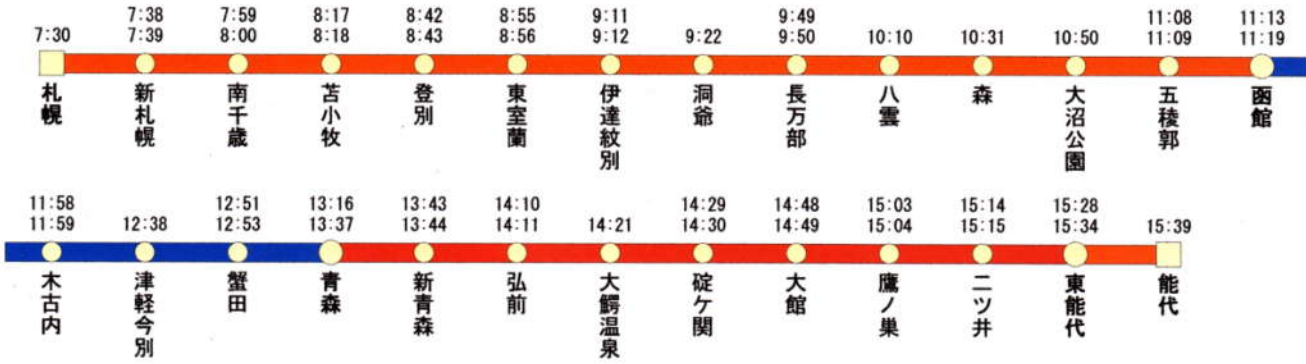 7:38 7:59 8:17 8:42 8:55 9:11 9:49 11:08 11:13
7:30 7:39 8:00 8:18 8:43 8:56 9:12 9:22 9:50 10:10 10:31 10:50 11:09 11:19
札幌 新札幌 南千歳 苫小牧 登別 東室蘭 伊達紋別 洞爺 長万部 八雲 森 大沼公園 五稜郭 函館
11:58 12:51 13:16 13:43 14:10 14:29 14:48 15:03 15:14 15:28
11:59 12:38 12:53 13:37 13:44 14:11 14:21 14:30 14:49 15:04 15:15 15:34 15:39
木古内 津軽今別 蟹田 青森 新青森 弘前 大鰐温泉 碇ケ関 大館 鷹ノ巣 二ツ井 東能代 能代